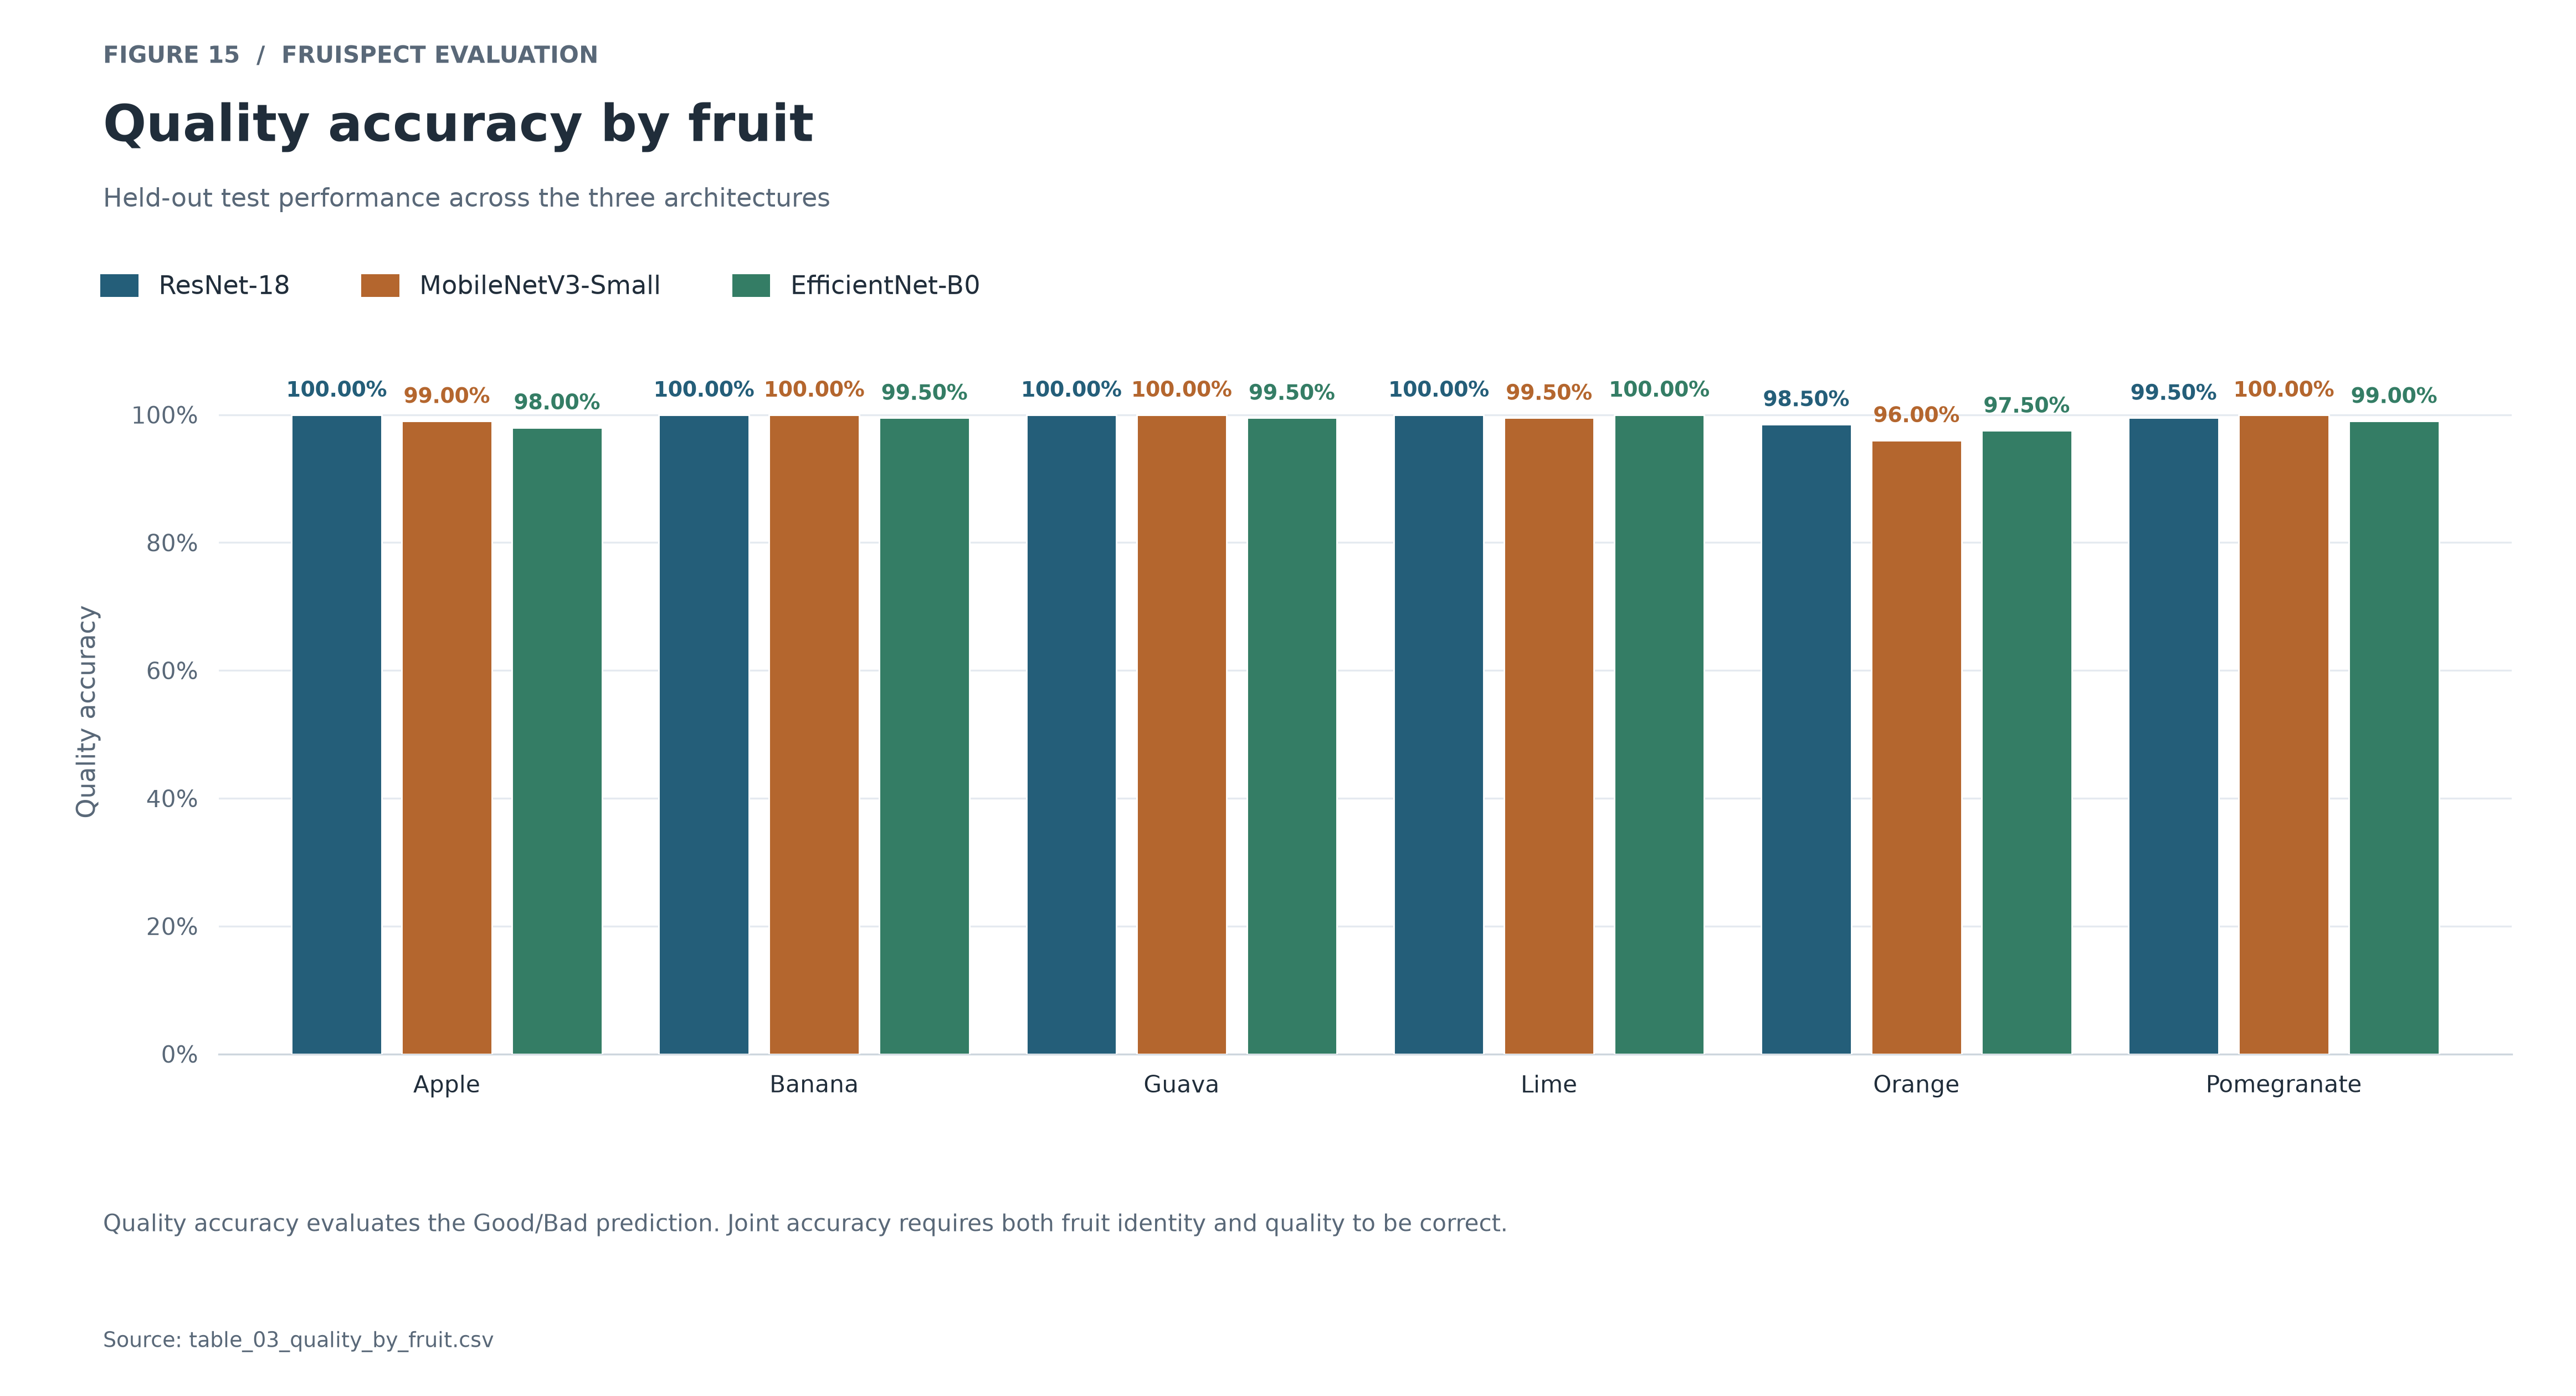 FIGURE 15 / FRUISPECT EVALUATION
Quality accuracy by fruit
Held-out test performance across the three architectures
ResNet-18 MobileNetV3-Small EfficientNet-B0
100.00% 99.00% 98.00% 100.00% 100.00% 99.50% 100.00% 100.00% 99.50% 100.00% 99.50% 100.00% 98.50% 96.00% 97.50% 99.50% 100.00% 99.00%
100%
80%
60%
40%
20%
0%
Quality accuracy
Apple Banana Guava Lime Orange Pomegranate
Quality accuracy evaluates the Good/Bad prediction. Joint accuracy requires both fruit identity and quality to be correct.
Source: table_03_quality_by_fruit.csv